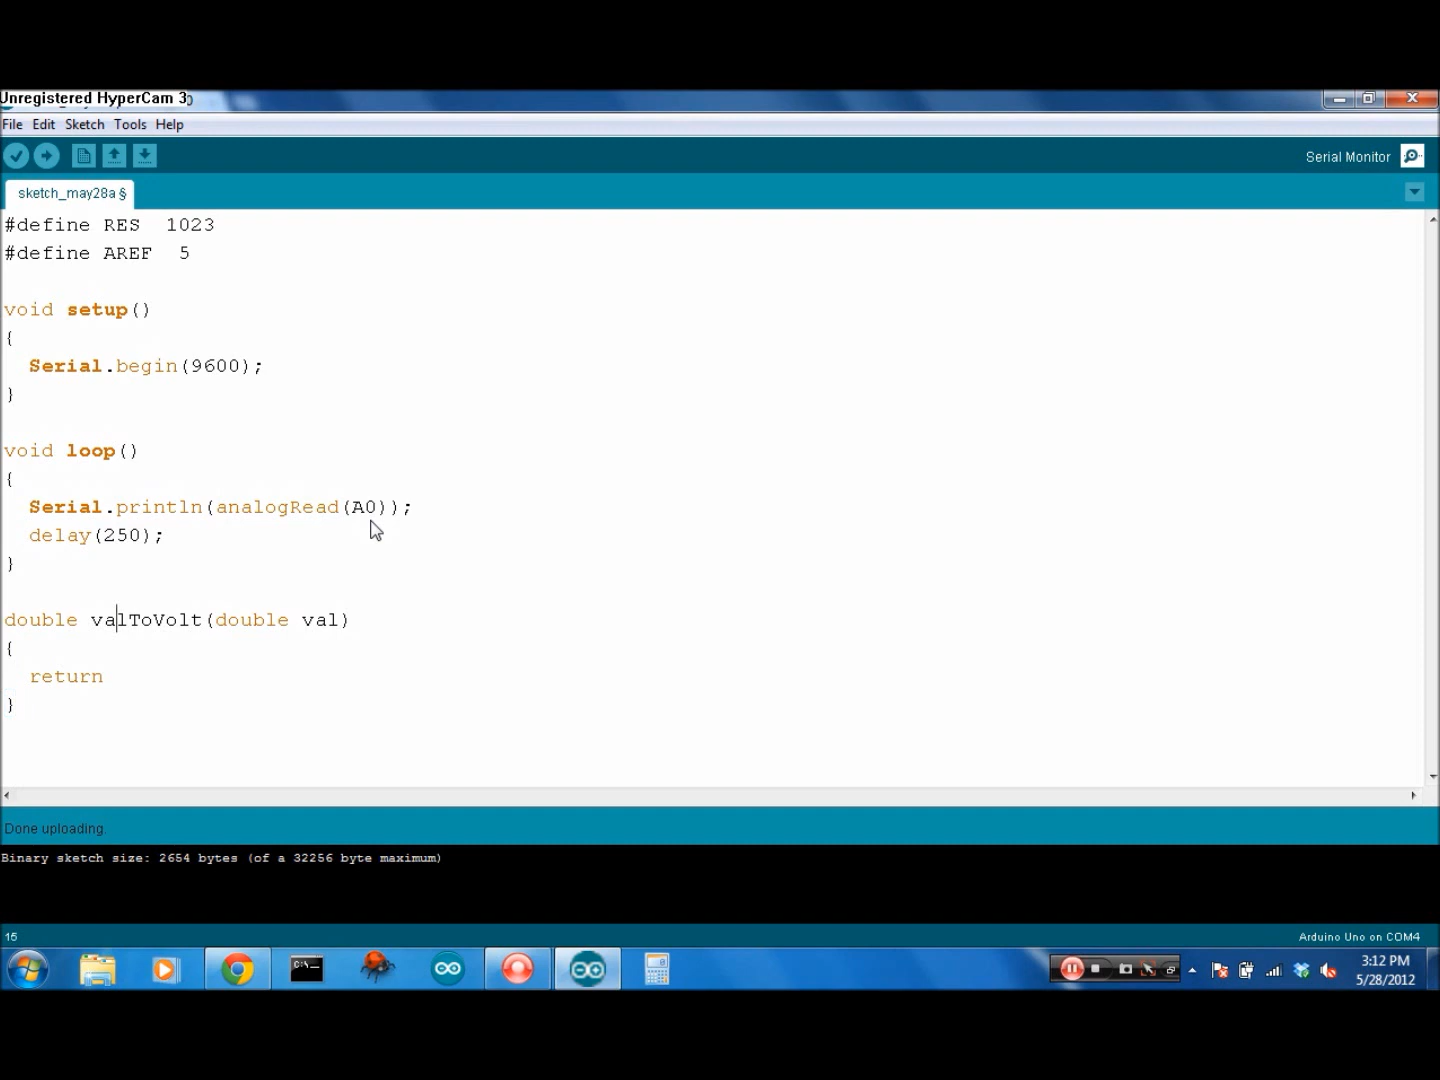 Unregistered HyperCam 3
File Edit Sketch Tools Help
Serial Monitor
sketch_may28a §
#define RES  1023
#define AREF  5
void setup()
{
  Serial.begin(9600);
}
void loop()
{
  Serial.println(analogRead(A0));
  delay(250);
}
double valToVolt(double val)
{
  return
}
Done uploading.
Binary sketch size: 2654 bytes (of a 32256 byte maximum)
15
Arduino Uno on COM4
C:\_
3:12 PM
5/28/2012